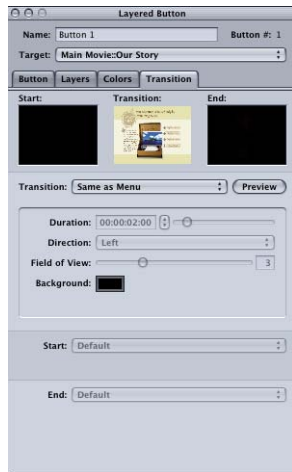 Layered Button
Name: Button 1 Button #: 1
Target: Main Movie::Our Story
Button Layers Colors Transition
Start: Transition: End:
Transition: Same as Menu Preview
Duration: 00:00:02:00
Direction: Left
Field of View: 3
Background:
Start: Default
End: Default